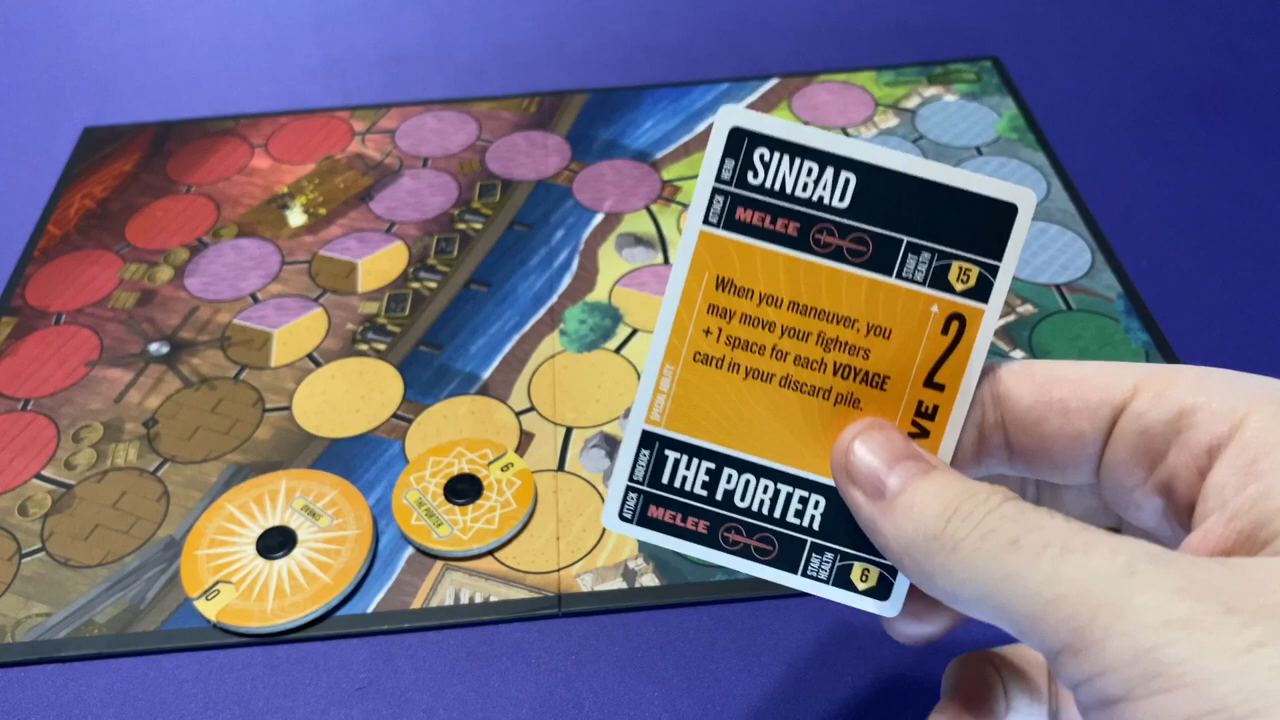 HERO
SINBAD
ATTACK
MELEE
START
HEALTH
15
When you maneuver, you
may move your fighters
+1 space for each VOYAGE
card in your discard pile.
SPECIAL ABILITY
2
VE
SIDEKICK
THE PORTER
ATTACK
MELEE
START
HEALTH
6
6
THE PORTER
SINBAD
0